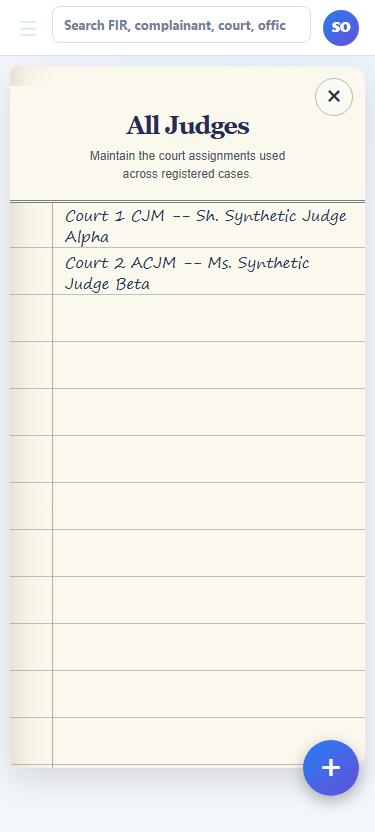 Search FIR, complainant, court, offic
SO
All Judges
Maintain the court assignments used
across registered cases.
Court 1 CJM -- Sh. Synthetic Judge
Alpha
Court 2 ACJM -- Ms. Synthetic
Judge Beta